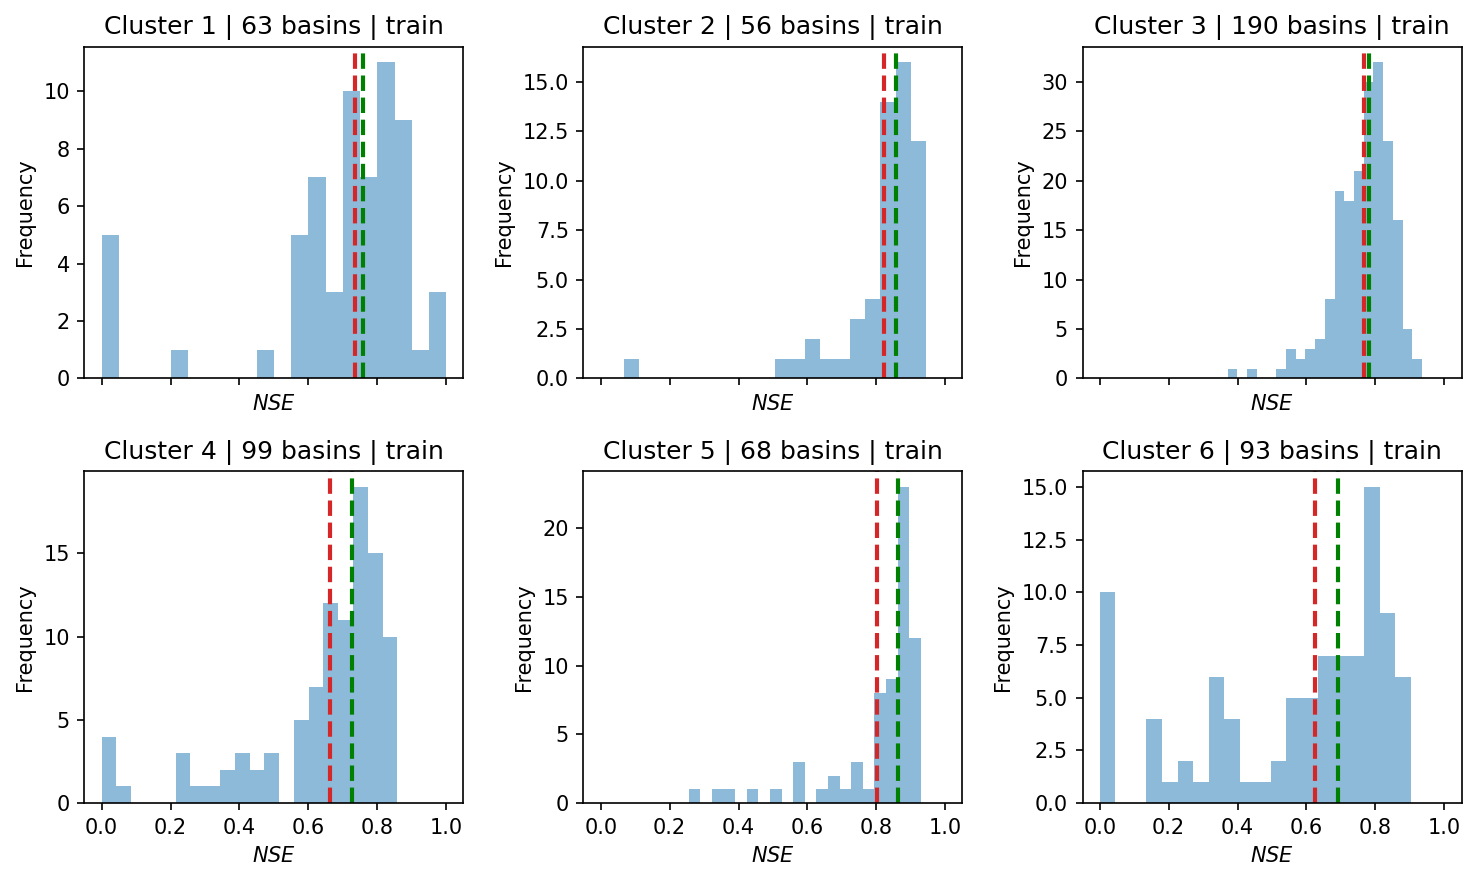 Cluster 1 | 63 basins | train
Frequency
10
8
6
4
2
0
NSE
Cluster 2 | 56 basins | train
Frequency
15.0
12.5
10.0
7.5
5.0
2.5
0.0
NSE
Cluster 3 | 190 basins | train
Frequency
30
25
20
15
10
5
0
NSE
Cluster 4 | 99 basins | train
Frequency
15
10
5
0
0.0 0.2 0.4 0.6 0.8 1.0
NSE
Cluster 5 | 68 basins | train
Frequency
20
15
10
5
0
0.0 0.2 0.4 0.6 0.8 1.0
NSE
Cluster 6 | 93 basins | train
Frequency
15.0
12.5
10.0
7.5
5.0
2.5
0.0
0.0 0.2 0.4 0.6 0.8 1.0
NSE